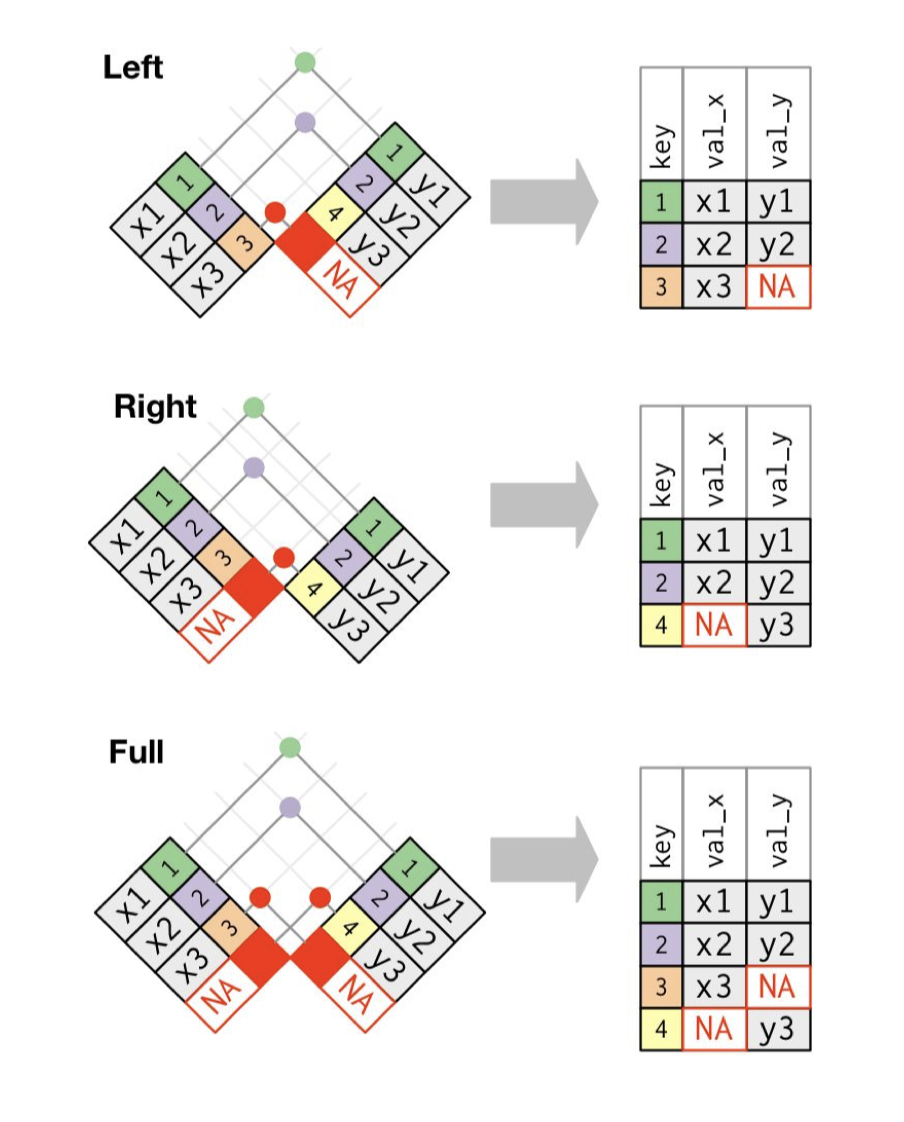 Left
1
2
3
x1
x2
x3
1
2
4
y1
y2
y3
NA
key val_x val_y
1 x1 y1
2 x2 y2
3 x3 NA
Right
1
2
3
x1
x2
x3
NA
1
2
4
y1
y2
y3
key val_x val_y
1 x1 y1
2 x2 y2
4 NA y3
Full
1
2
3
x1
x2
x3
NA
1
2
4
y1
y2
y3
NA
key val_x val_y
1 x1 y1
2 x2 y2
3 x3 NA
4 NA y3